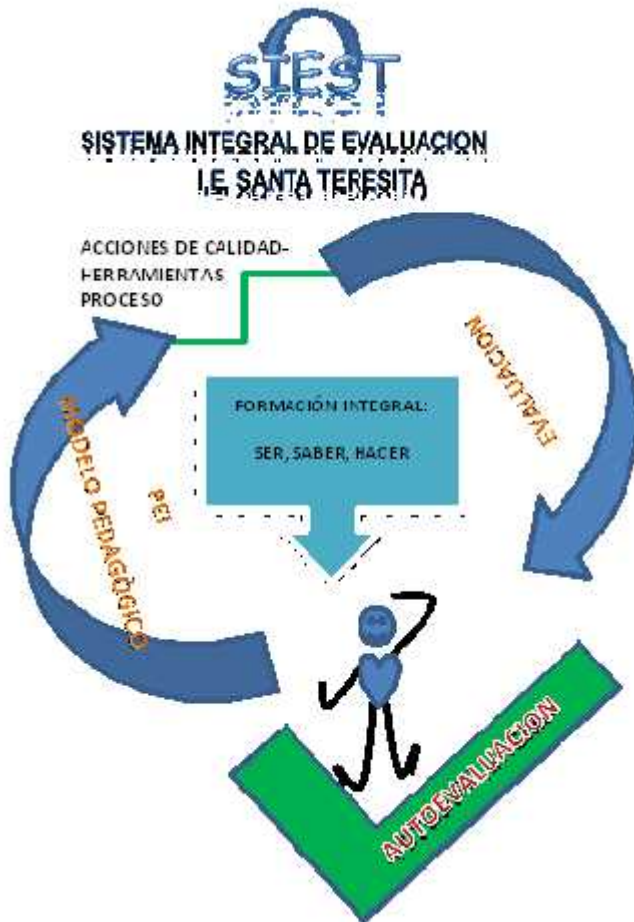 SIEST
SISTEMA INTEGRAL DE EVALUACION
I.E. SANTA TERESITA
ACCIONES DE CALIDAD-
HERRAMIENTAS
PROCESO
EVALUACION
FORMACIÓN INTEGRAL:
SER, SABER, HACER
MODELO PEDAGÓGICO
PEI
AUTOEVALUACION